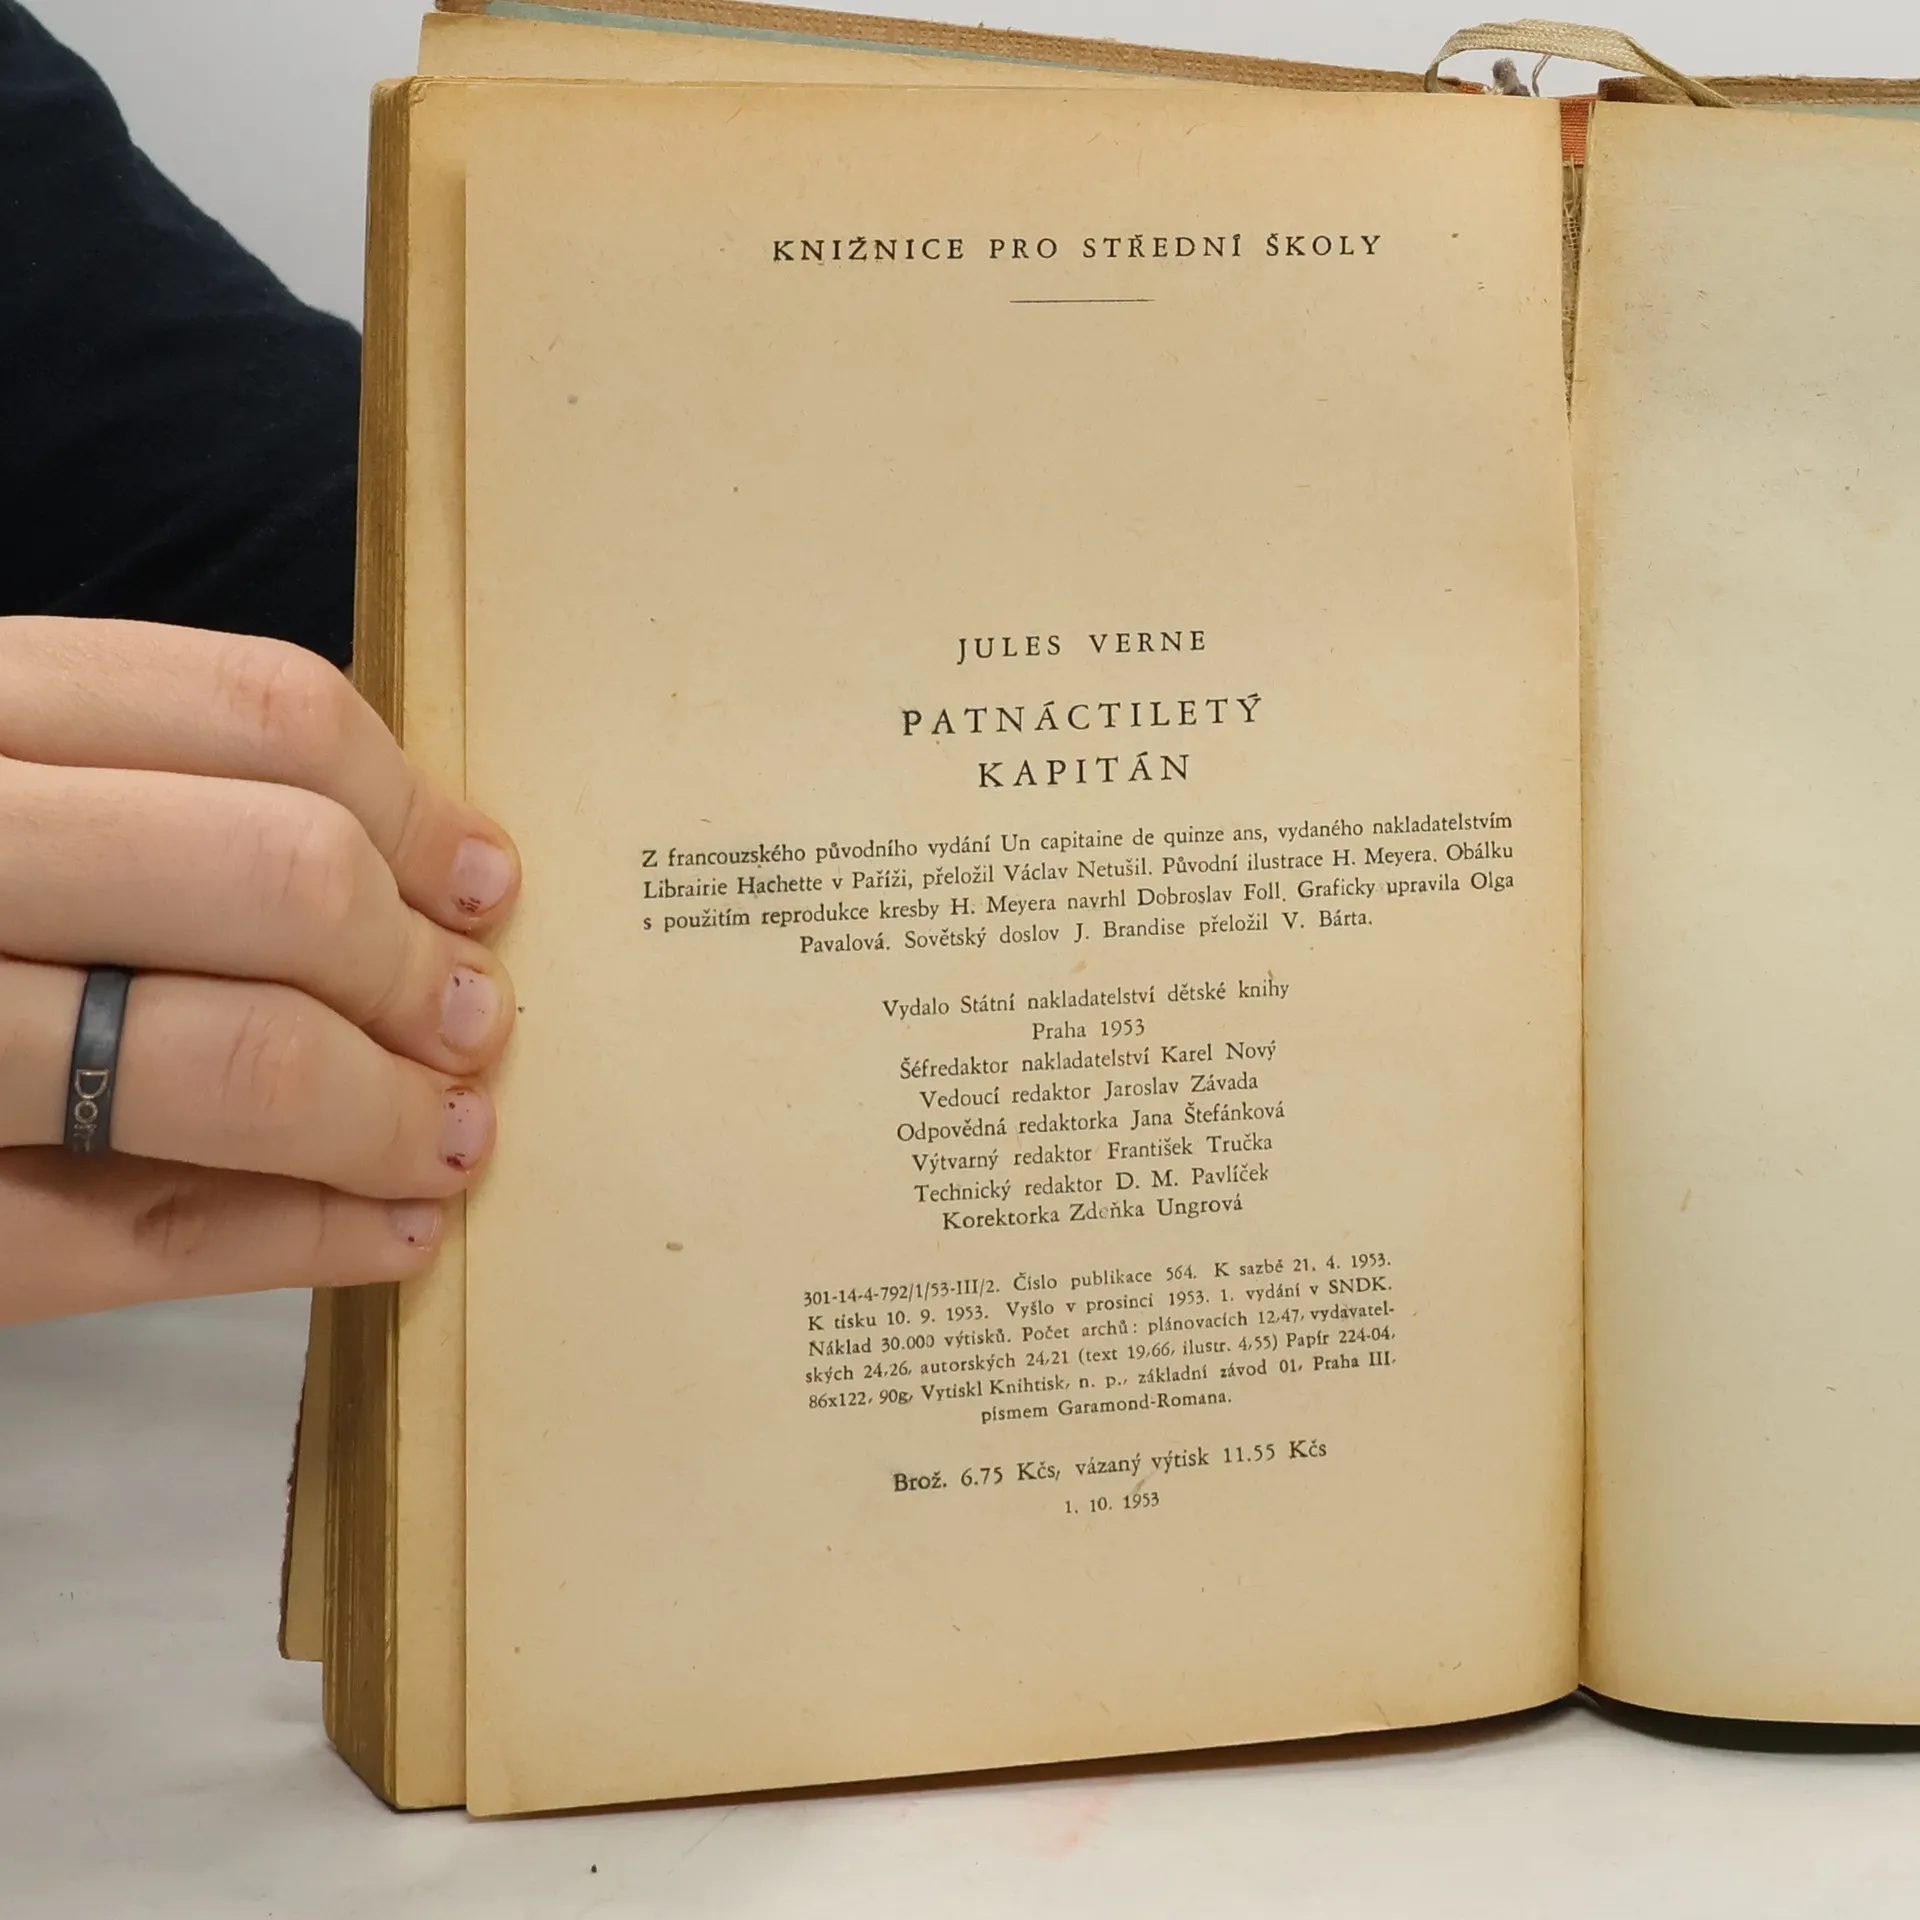 KNIŽNICE PRO STŘEDNÍ ŠKOLY
JULES VERNE
PATNÁCTILETÝ
KAPITÁN
Z francouzského původního vydání Un capitaine de quinze ans, vydaného nakladatelstvím
Librairie Hachette v Paříži, přeložil Václav Netušil. Původní ilustrace H. Meyera. Obálku
s použitím reprodukce kresby H. Meyera navrhl Dobroslav Foll. Graficky upravila Olga
Pavalová. Sovětský doslov J. Brandise přeložil V. Bárta.
Vydalo Státní nakladatelství dětské knihy
Praha 1953
Šéfredaktor nakladatelství Karel Nový
Vedoucí redaktor Jaroslav Závada
Odpovědná redaktorka Jana Štefánková
Výtvarný redaktor František Tručka
Technický redaktor D. M. Pavlíček
Korektorka Zdeňka Ungrová
301-14-4-792/1/53-III/2. Číslo publikace 564. K sazbě 21. 4. 1953.
K tisku 10. 9. 1953. Vyšlo v prosinci 1953. 1. vydání v SNDK.
Náklad 30.000 výtisků. Počet archů: plánovacích 12,47, vydavatel-
ských 24,26, autorských 24,21 (text 19,66, ilustr. 4,55) Papír 224-04,
86x122, 90g, Vytiskl Knihtisk, n. p., základní závod 01, Praha III.
písmem Garamond-Romana.
Brož. 6.75 Kčs, vázaný výtisk 11.55 Kčs
1. 10. 1953